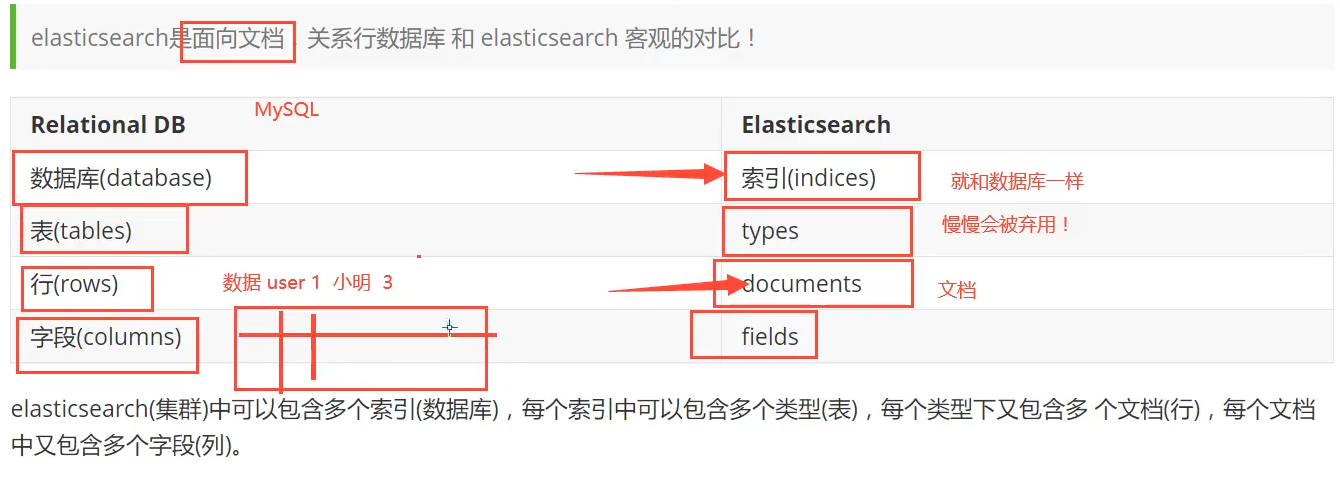 elasticsearch是面向文档，关系行数据库 和 elasticsearch 客观的对比！
MySQL
Relational DB Elasticsearch
数据库(database) 索引(indices) 就和数据库一样
表(tables) types 慢慢会被弃用！
行(rows) 数据 user 1 小明 3 documents 文档
字段(columns) fields
elasticsearch(集群)中可以包含多个索引(数据库)，每个索引中可以包含多个类型(表)，每个类型下又包含多 个文档(行)，每个文档
中又包含多个字段(列)。